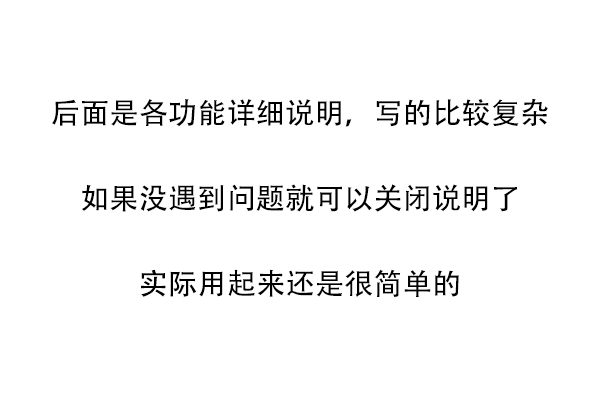 后面是各功能详细说明，写的比较复杂
如果没遇到问题就可以关闭说明了
实际用起来还是很简单的